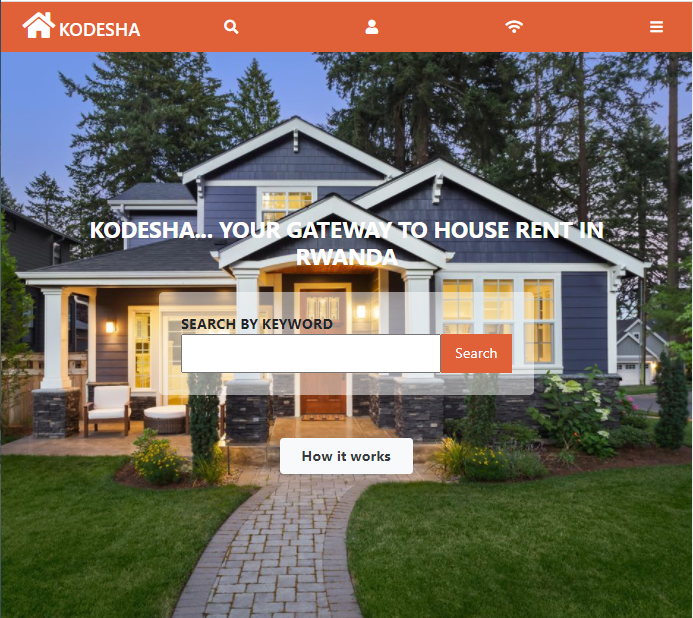 KODESHA
KODESHA... YOUR GATEWAY TO HOUSE RENT IN
RWANDA
SEARCH BY KEYWORD
Search
How it works